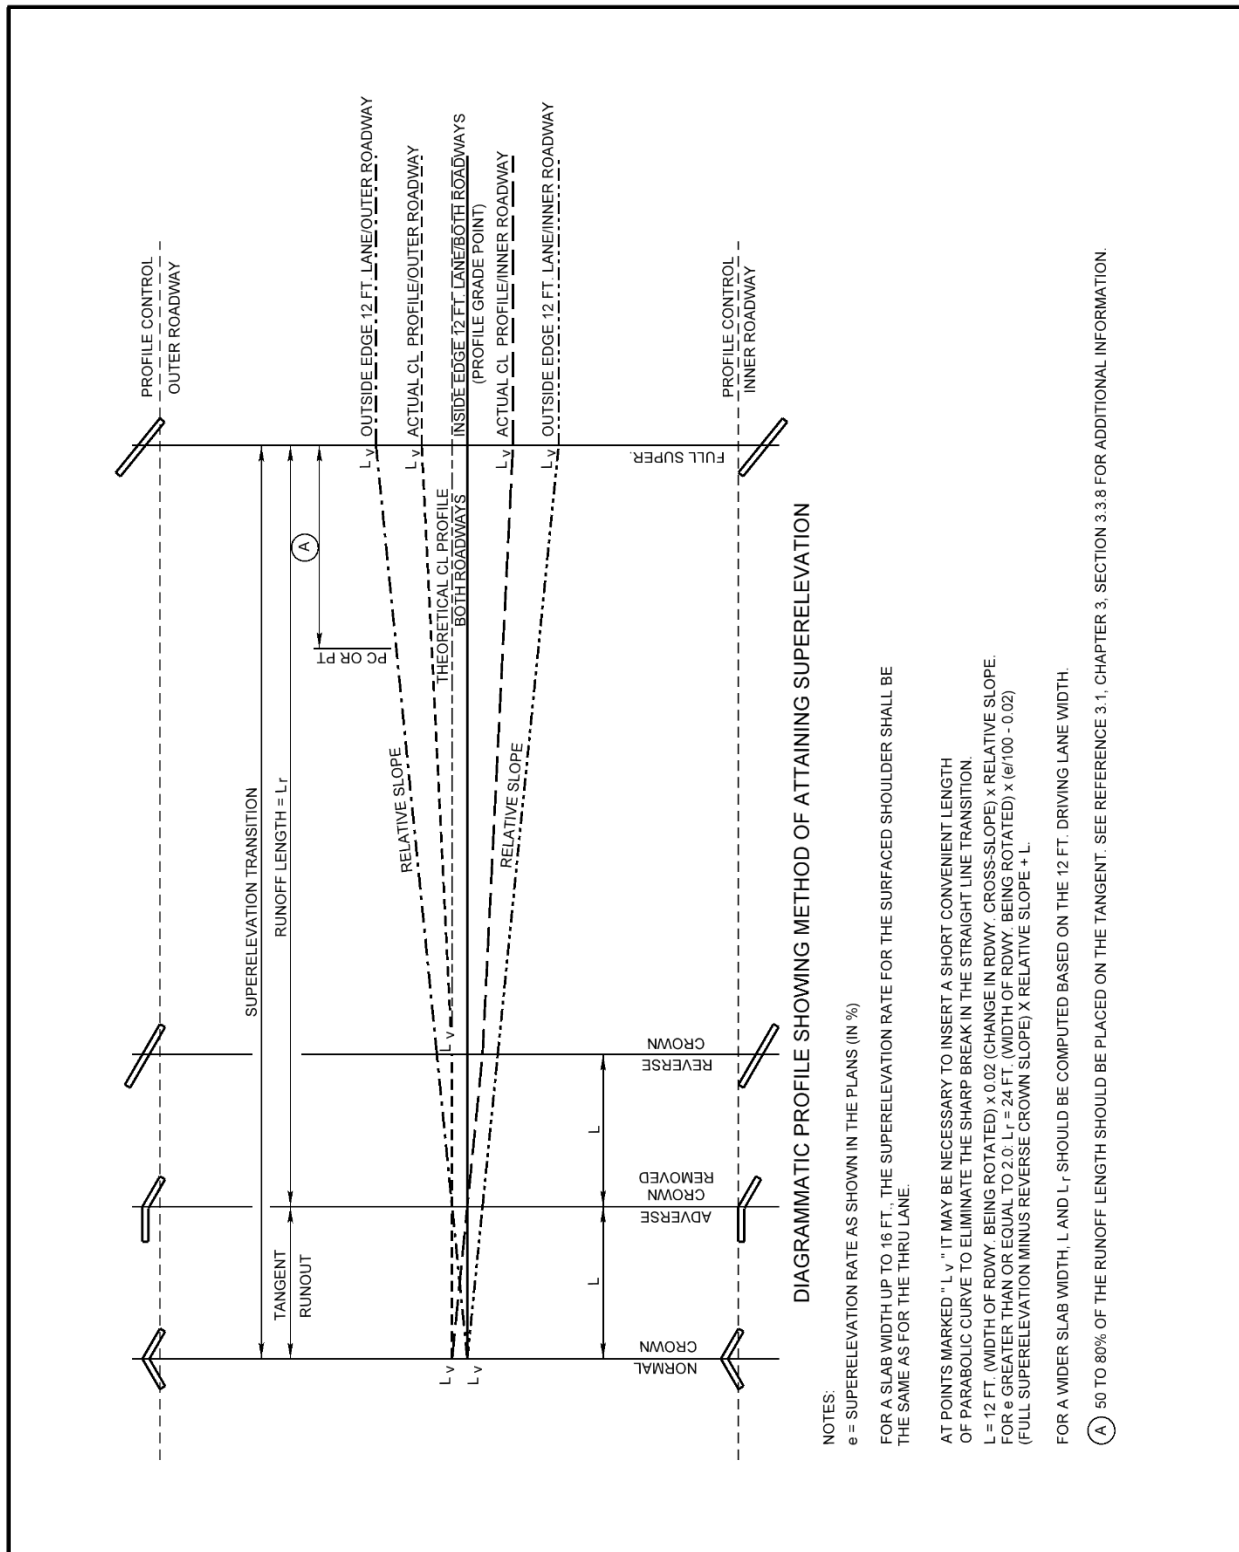 PROFILE CONTROL
OUTER ROADWAY
SUPERELEVATION TRANSITION
TANGENT
RUNOUT
RUNOFF LENGTH = Lr
A
PC OR PT
RELATIVE SLOPE
Lv OUTSIDE EDGE 12 FT. LANE/OUTER ROADWAY
Lv ACTUAL CL PROFILE/OUTER ROADWAY
THEORETICAL CL PROFILE
BOTH ROADWAYS
INSIDE EDGE 12 FT. LANE/BOTH ROADWAYS
(PROFILE GRADE POINT)
Lv ACTUAL CL PROFILE/INNER ROADWAY
Lv OUTSIDE EDGE 12 FT. LANE/INNER ROADWAY
RELATIVE SLOPE
Lv
Lv
Lv
L
L
NORMAL
CROWN
ADVERSE
CROWN
REMOVED
REVERSE
CROWN
FULL SUPER.
PROFILE CONTROL
INNER ROADWAY
DIAGRAMMATIC PROFILE SHOWING METHOD OF ATTAINING SUPERELEVATION
NOTES:
e = SUPERELEVATION RATE AS SHOWN IN THE PLANS (IN %)
FOR A SLAB WIDTH UP TO 16 FT., THE SUPERELEVATION RATE FOR THE SURFACED SHOULDER SHALL BE
THE SAME AS FOR THE THRU LANE.
AT POINTS MARKED " Lv " IT MAY BE NECESSARY TO INSERT A SHORT CONVENIENT LENGTH
OF PARABOLIC CURVE TO ELIMINATE THE SHARP BREAK IN THE STRAIGHT LINE TRANSITION.
L = 12 FT. (WIDTH OF RDWY. BEING ROTATED) x 0.02 (CHANGE IN RDWY. CROSS-SLOPE) x RELATIVE SLOPE.
FOR e GREATER THAN OR EQUAL TO 2.0: Lr = 24 FT. (WIDTH OF RDWY. BEING ROTATED) x (e/100 - 0.02)
(FULL SUPERELEVATION MINUS REVERSE CROWN SLOPE) X RELATIVE SLOPE + L.
FOR A WIDER SLAB WIDTH, L AND Lr SHOULD BE COMPUTED BASED ON THE 12 FT. DRIVING LANE WIDTH.
A 50 TO 80% OF THE RUNOFF LENGTH SHOULD BE PLACED ON THE TANGENT. SEE REFERENCE 3.1, CHAPTER 3, SECTION 3.3.8 FOR ADDITIONAL INFORMATION.